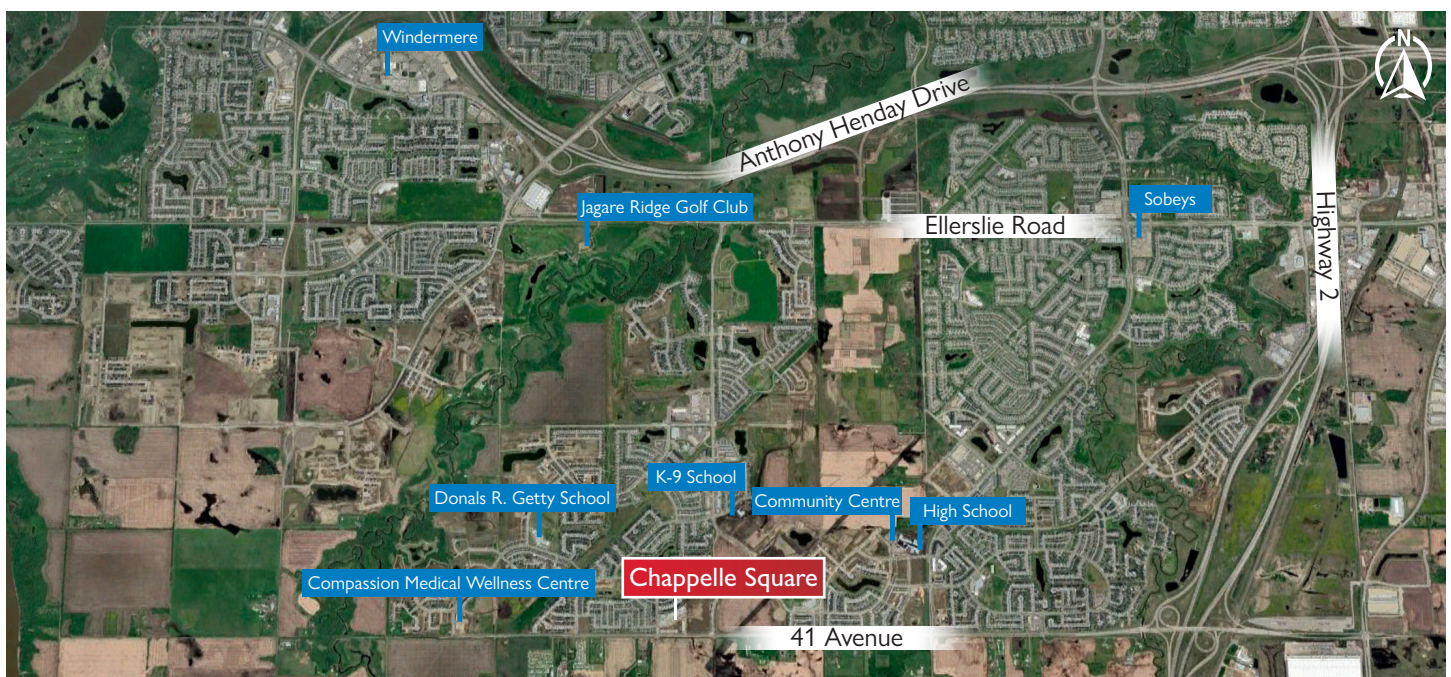 Windermere
N
Anthony Henday Drive
Jagare Ridge Golf Club
Sobeys
Ellerslie Road
Highway 2
K-9 School
Donals R. Getty School
Community Centre
High School
Compassion Medical Wellness Centre
Chappelle Square
41 Avenue